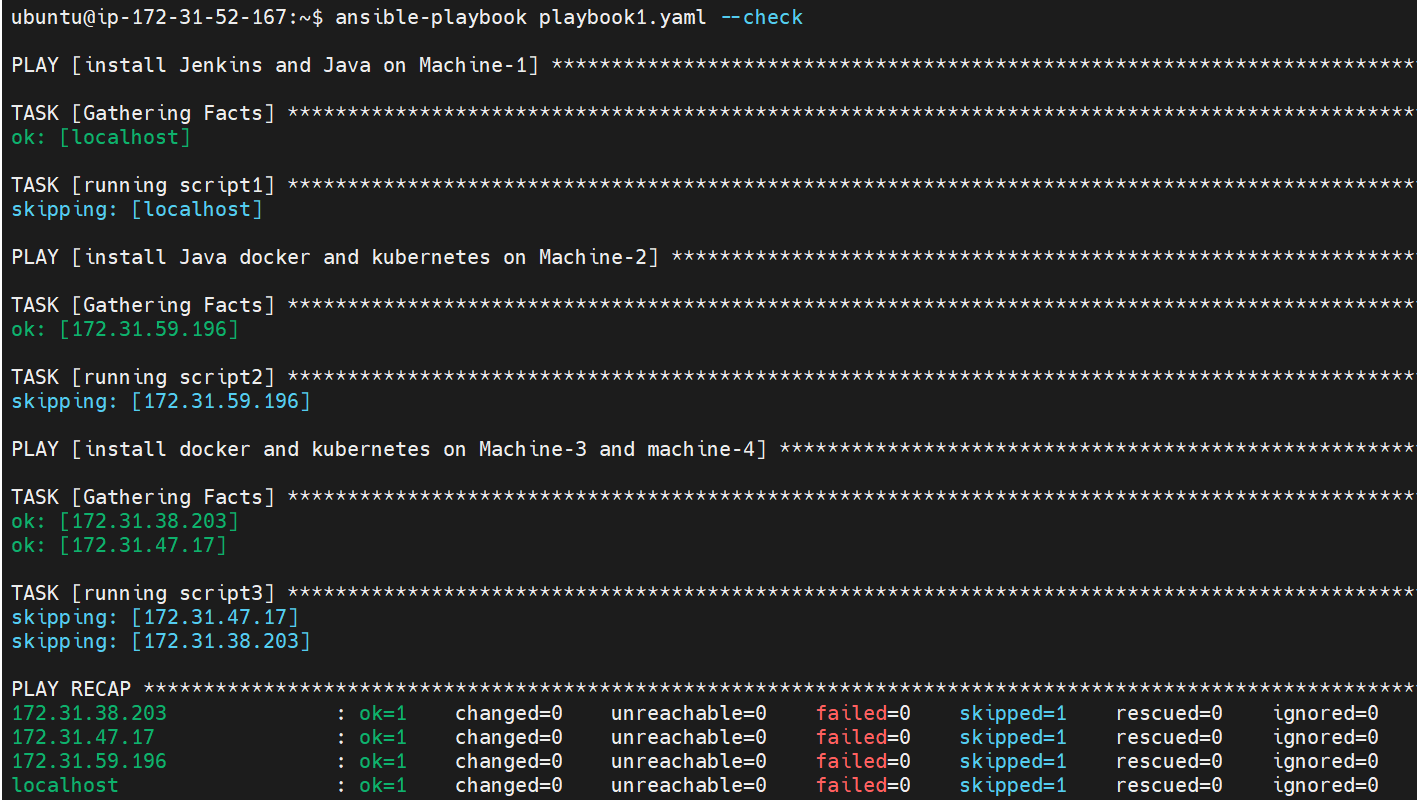 ubuntu@ip-172-31-52-167:~$ ansible-playbook playbook1.yaml --check
PLAY [install Jenkins and Java on Machine-1] ************************************************************************
TASK [Gathering Facts] **********************************************************************************************
ok: [localhost]
TASK [running script1] **********************************************************************************************
skipping: [localhost]
PLAY [install Java docker and kubernetes on Machine-2] **************************************************************
TASK [Gathering Facts] **********************************************************************************************
ok: [172.31.59.196]
TASK [running script2] **********************************************************************************************
skipping: [172.31.59.196]
PLAY [install docker and kubernetes on Machine-3 and machine-4] *****************************************************
TASK [Gathering Facts] **********************************************************************************************
ok: [172.31.38.203]
ok: [172.31.47.17]
TASK [running script3] **********************************************************************************************
skipping: [172.31.47.17]
skipping: [172.31.38.203]
PLAY RECAP **********************************************************************************************************
172.31.38.203              : ok=1    changed=0    unreachable=0    failed=0    skipped=1    rescued=0    ignored=0
172.31.47.17               : ok=1    changed=0    unreachable=0    failed=0    skipped=1    rescued=0    ignored=0
172.31.59.196              : ok=1    changed=0    unreachable=0    failed=0    skipped=1    rescued=0    ignored=0
localhost                  : ok=1    changed=0    unreachable=0    failed=0    skipped=1    rescued=0    ignored=0